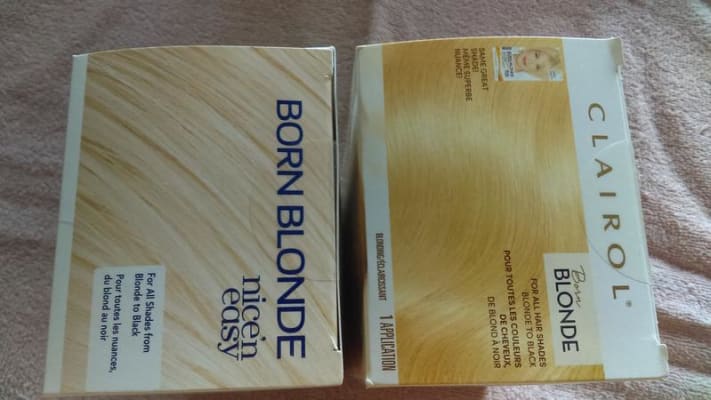 BORN BLONDE
nice'n
easy
For All Shades from
Blonde to Black
Pour toutes les nuances,
du blond au noir
CLAIROL®
Born
BLONDE
FOR ALL HAIR SHADES
BLONDE TO BLACK
POUR TOUTES LES COULEURS
DE CHEVEUX,
DE BLOND À NOIR
SAME GREAT
SHADE!
MÊME SUPERBE
NUANCE!
BLONDING·ÉCLAIRCISSANT
1 APPLICATION